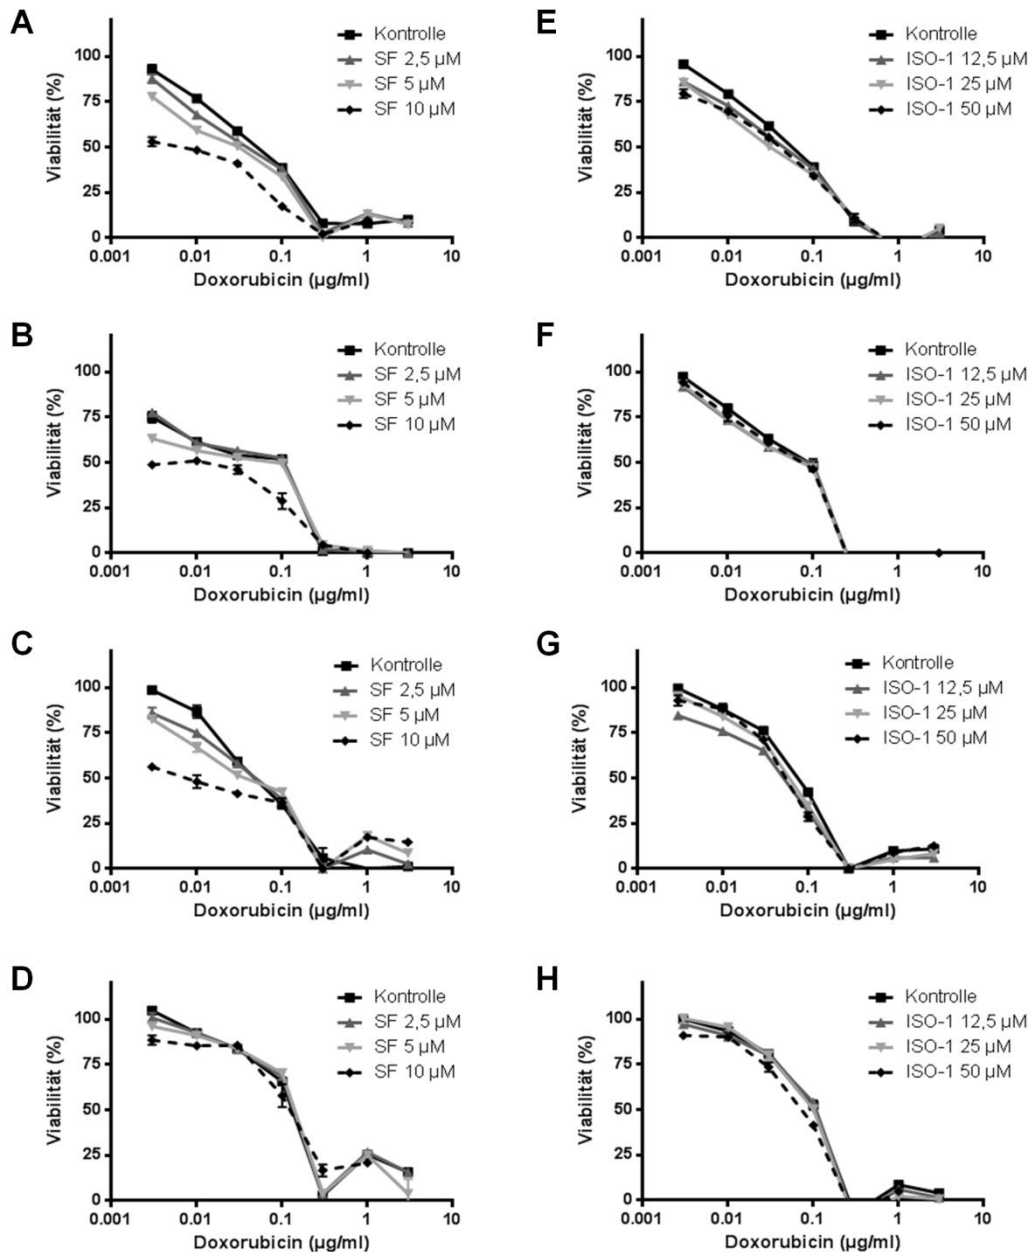 A
Viabilität (%)
100
75
50
25
0
0.001 0.01 0.1 1 10
Doxorubicin (µg/ml)
Kontrolle
SF 2,5 µM
SF 5 µM
SF 10 µM
E
Viabilität (%)
100
75
50
25
0
0.001 0.01 0.1 1 10
Doxorubicin (µg/ml)
Kontrolle
ISO-1 12,5 µM
ISO-1 25 µM
ISO-1 50 µM
B
Viabilität (%)
100
75
50
25
0
0.001 0.01 0.1 1 10
Doxorubicin (µg/ml)
Kontrolle
SF 2,5 µM
SF 5 µM
SF 10 µM
F
Viabilität (%)
100
75
50
25
0
0.001 0.01 0.1 1 10
Doxorubicin (µg/ml)
Kontrolle
ISO-1 12,5 µM
ISO-1 25 µM
ISO-1 50 µM
C
Viabilität (%)
100
75
50
25
0
0.001 0.01 0.1 1 10
Doxorubicin (µg/ml)
Kontrolle
SF 2,5 µM
SF 5 µM
SF 10 µM
G
Viabilität (%)
100
75
50
25
0
0.001 0.01 0.1 1 10
Doxorubicin (µg/ml)
Kontrolle
ISO-1 12,5 µM
ISO-1 25 µM
ISO-1 50 µM
D
Viabilität (%)
100
75
50
25
0
0.001 0.01 0.1 1 10
Doxorubicin (µg/ml)
Kontrolle
SF 2,5 µM
SF 5 µM
SF 10 µM
H
Viabilität (%)
100
75
50
25
0
0.001 0.01 0.1 1 10
Doxorubicin (µg/ml)
Kontrolle
ISO-1 12,5 µM
ISO-1 25 µM
ISO-1 50 µM